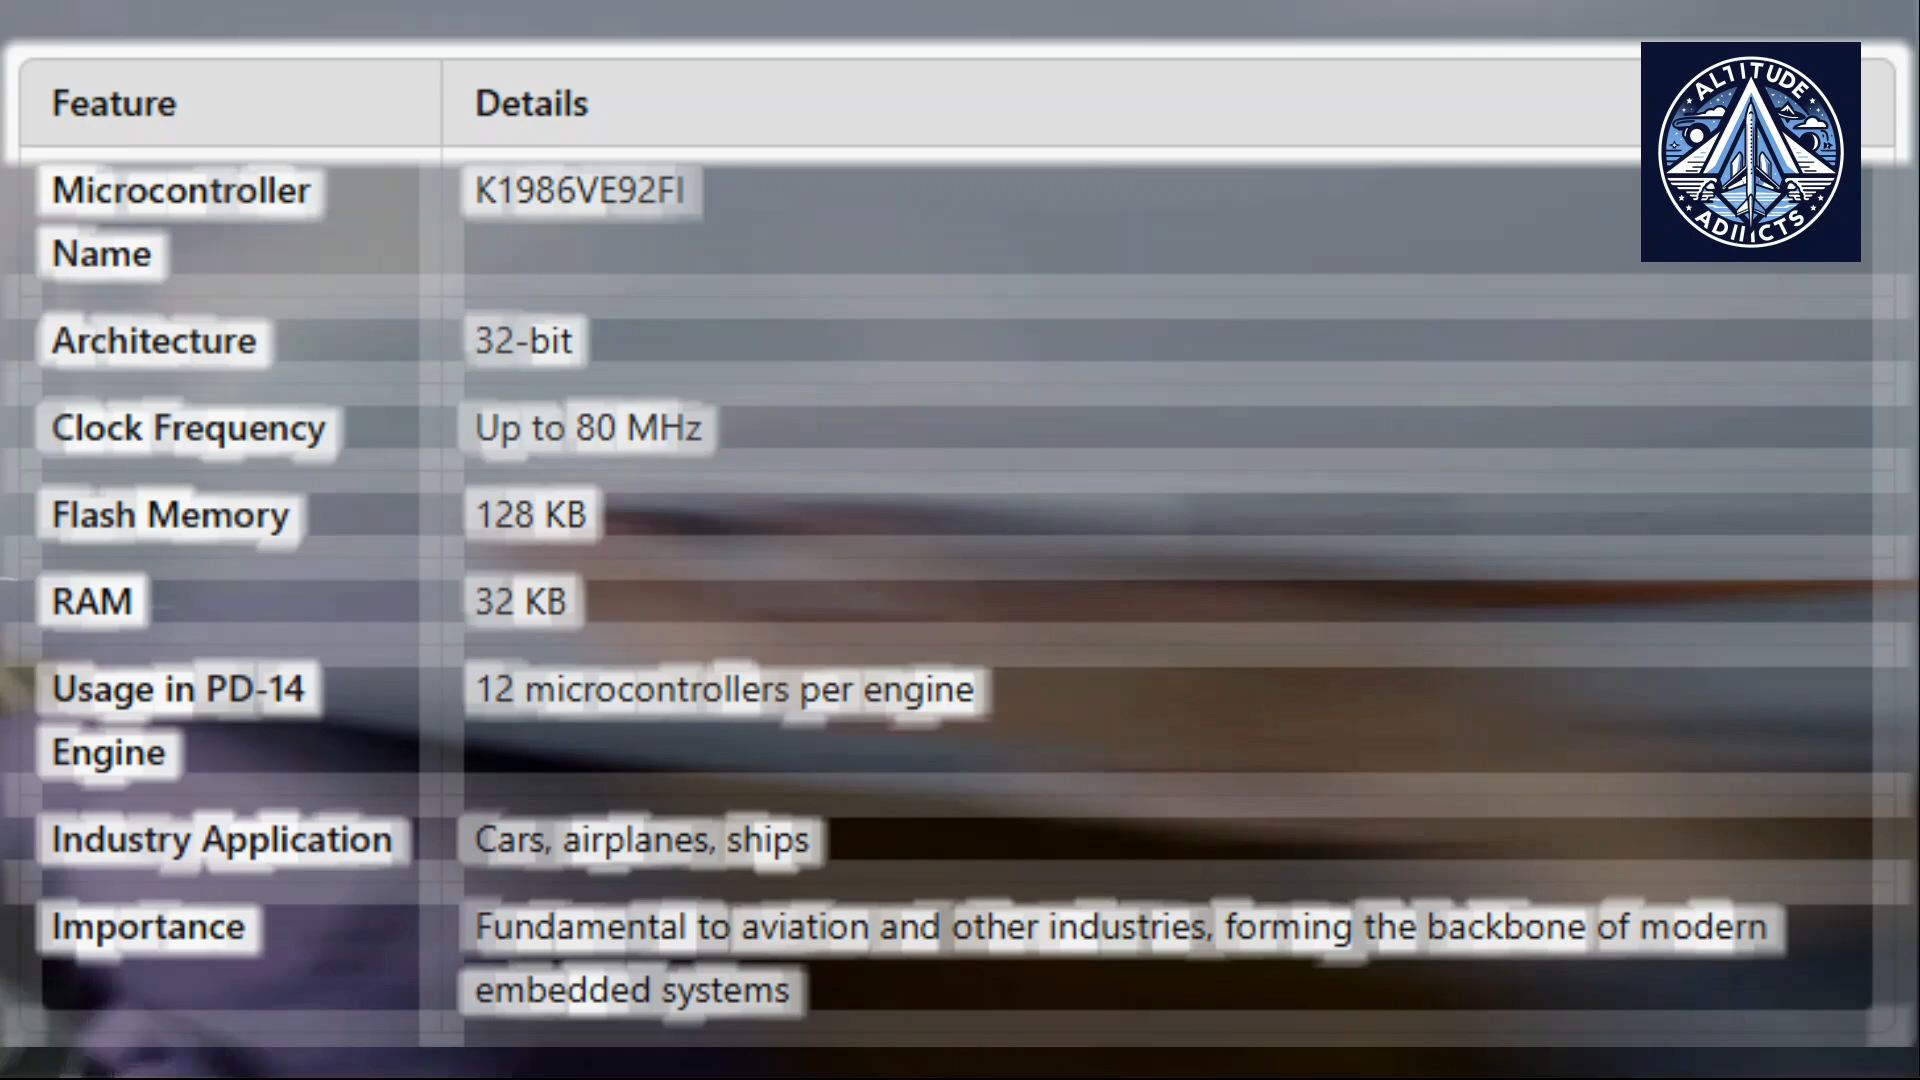 Feature Details
Microcontroller Name K1986VE92FI
Architecture 32-bit
Clock Frequency Up to 80 MHz
Flash Memory 128 KB
RAM 32 KB
Usage in PD-14 Engine 12 microcontrollers per engine
Industry Application Cars, airplanes, ships
Importance Fundamental to aviation and other industries, forming the backbone of modern
embedded systems
ALTITUDE